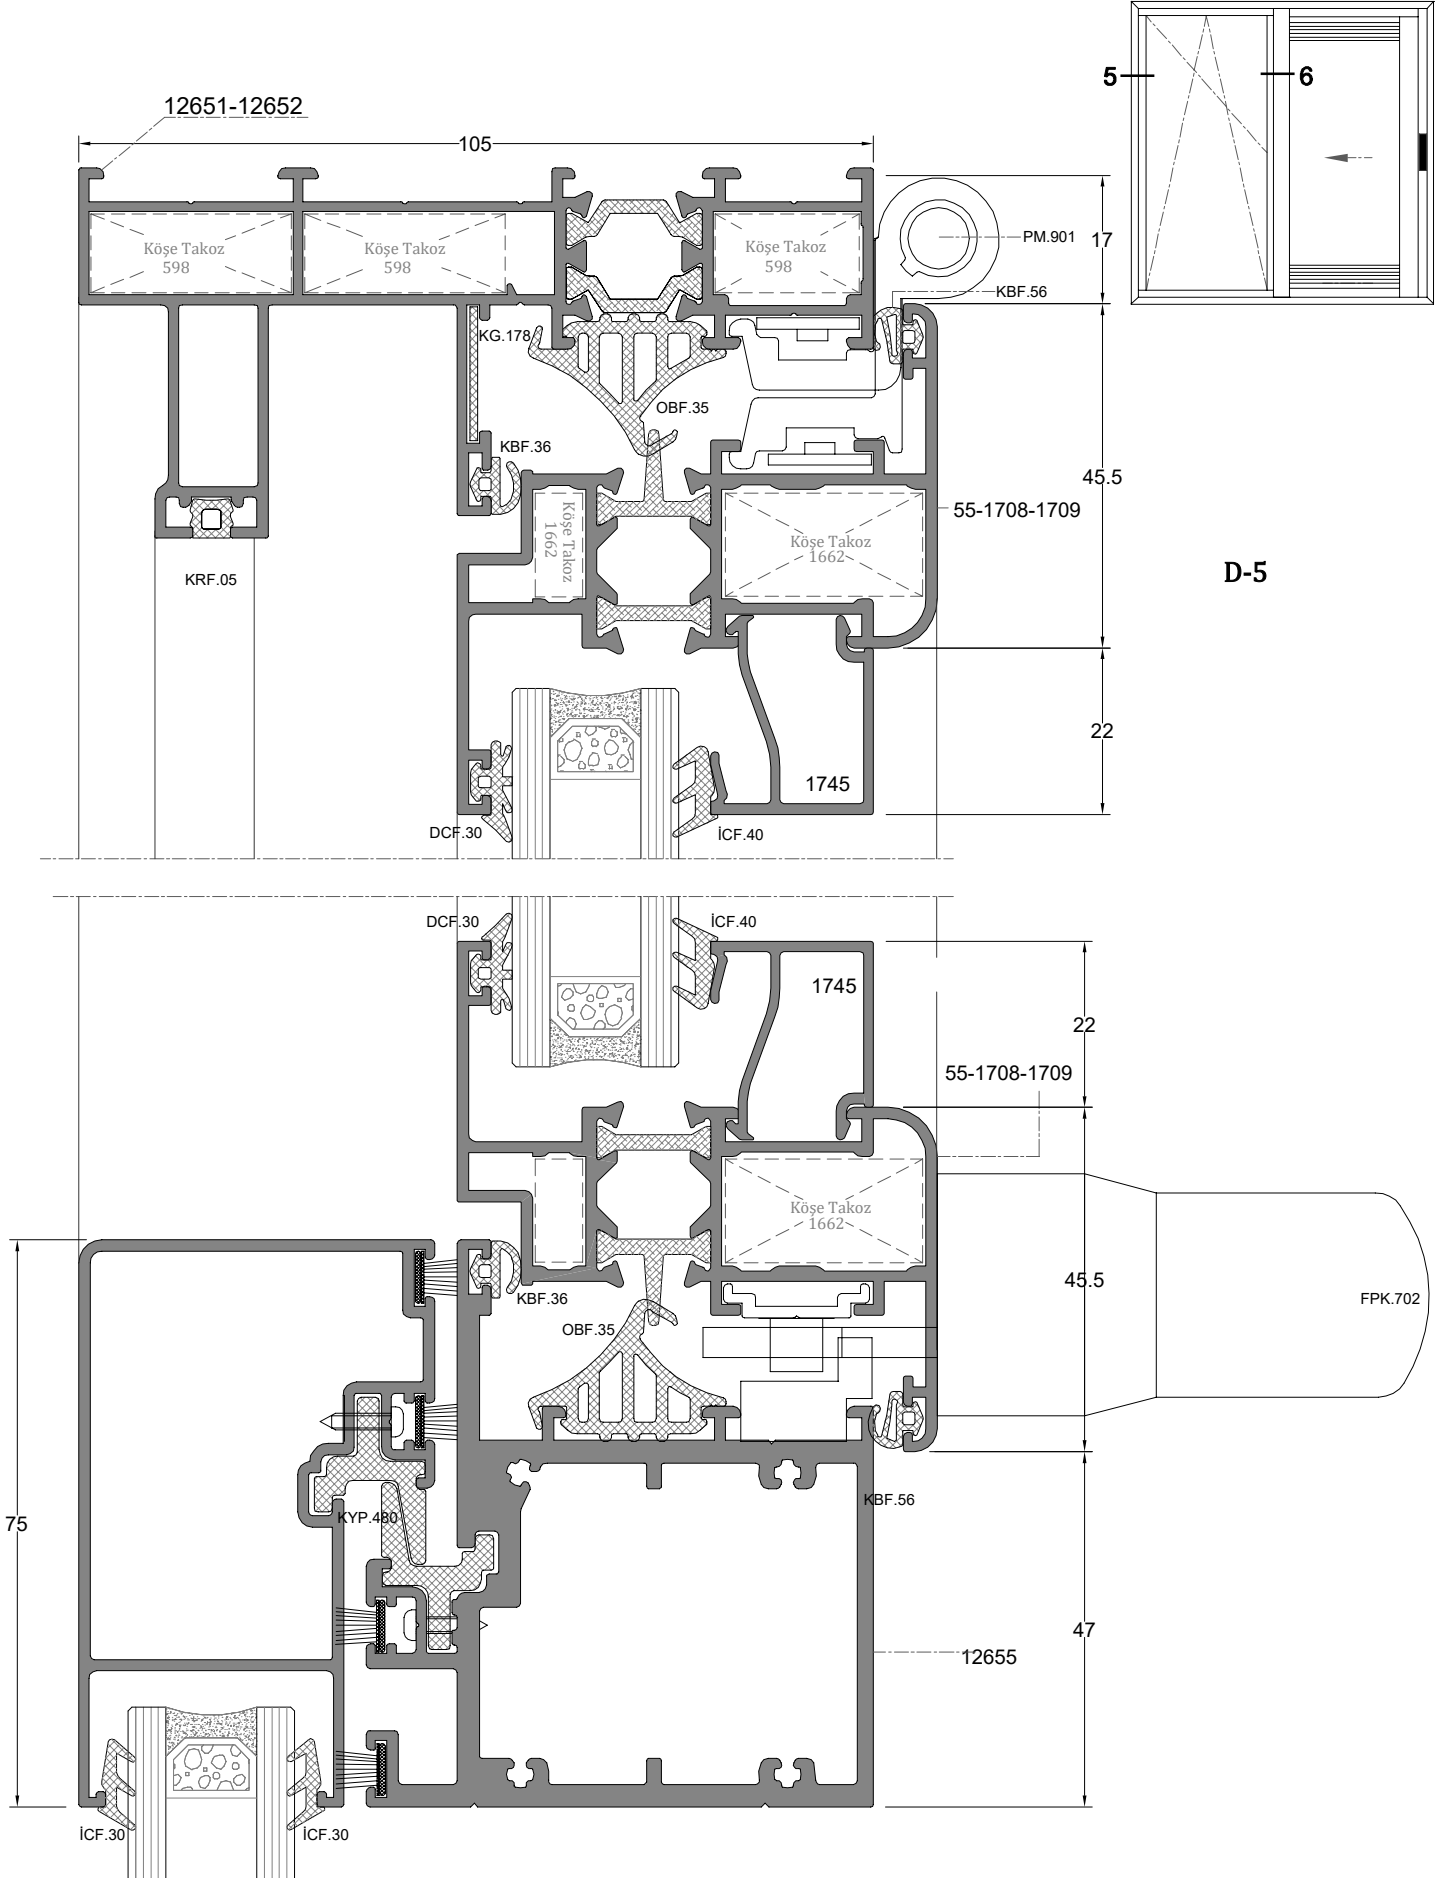 5
6
12651-12652
105
Köşe Takoz
598
Köşe Takoz
598
Köşe Takoz
598
PM.901
17
KBF.56
KG.178
OBF.35
KBF.36
45.5
55-1708-1709
Köşe Takoz
1662
Köşe Takoz
1662
D-5
KRF.05
22
1745
DCF.30
İCF.40
DCF.30
İCF.40
1745
22
55-1708-1709
Köşe Takoz
1662
45.5
KBF.36
FPK.702
OBF.35
KBF.56
75
KYP.480
47
12655
İCF.30
İCF.30